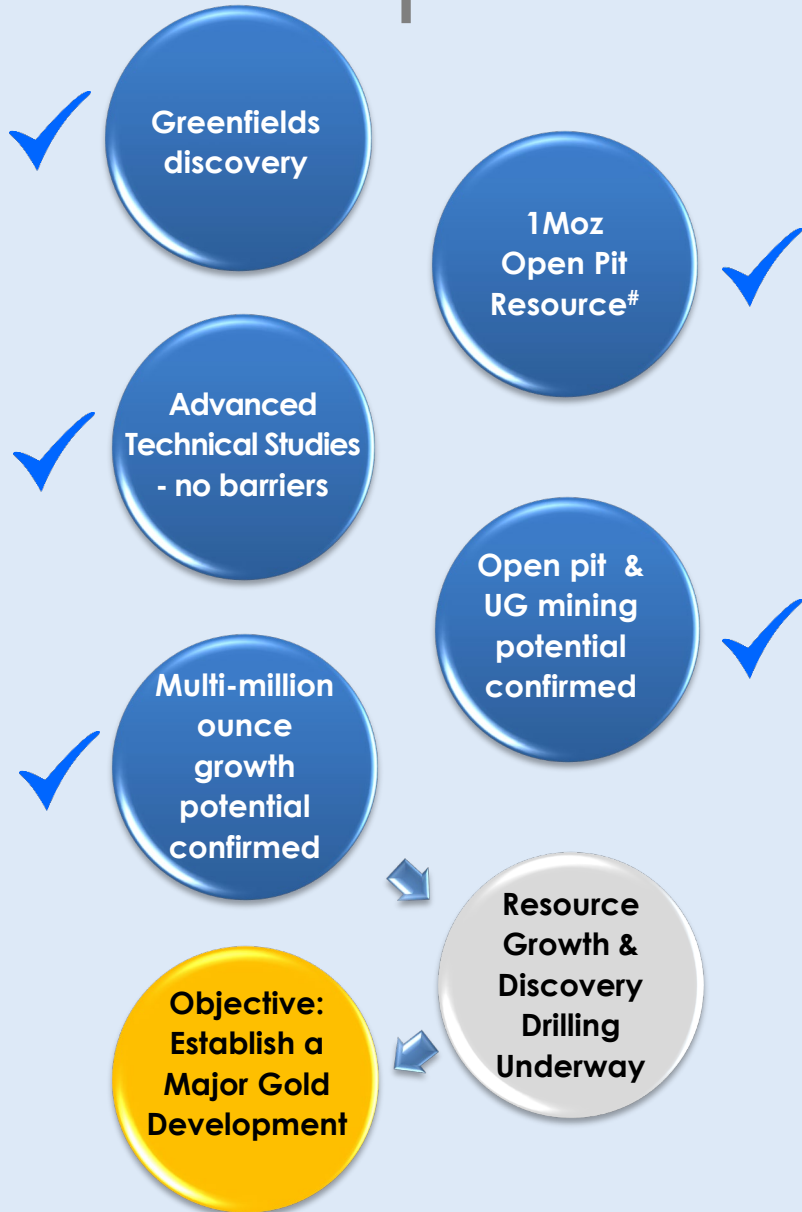 Greenfields
discovery
1Moz
Open Pit
Resource#
Advanced
Technical Studies
- no barriers
Open pit & 
UG mining
potential
confirmed
Multi-million
ounce
growth
potential
confirmed
Resource
Growth &
Discovery
Drilling
Underway
Objective:
Establish a
Major Gold
Development